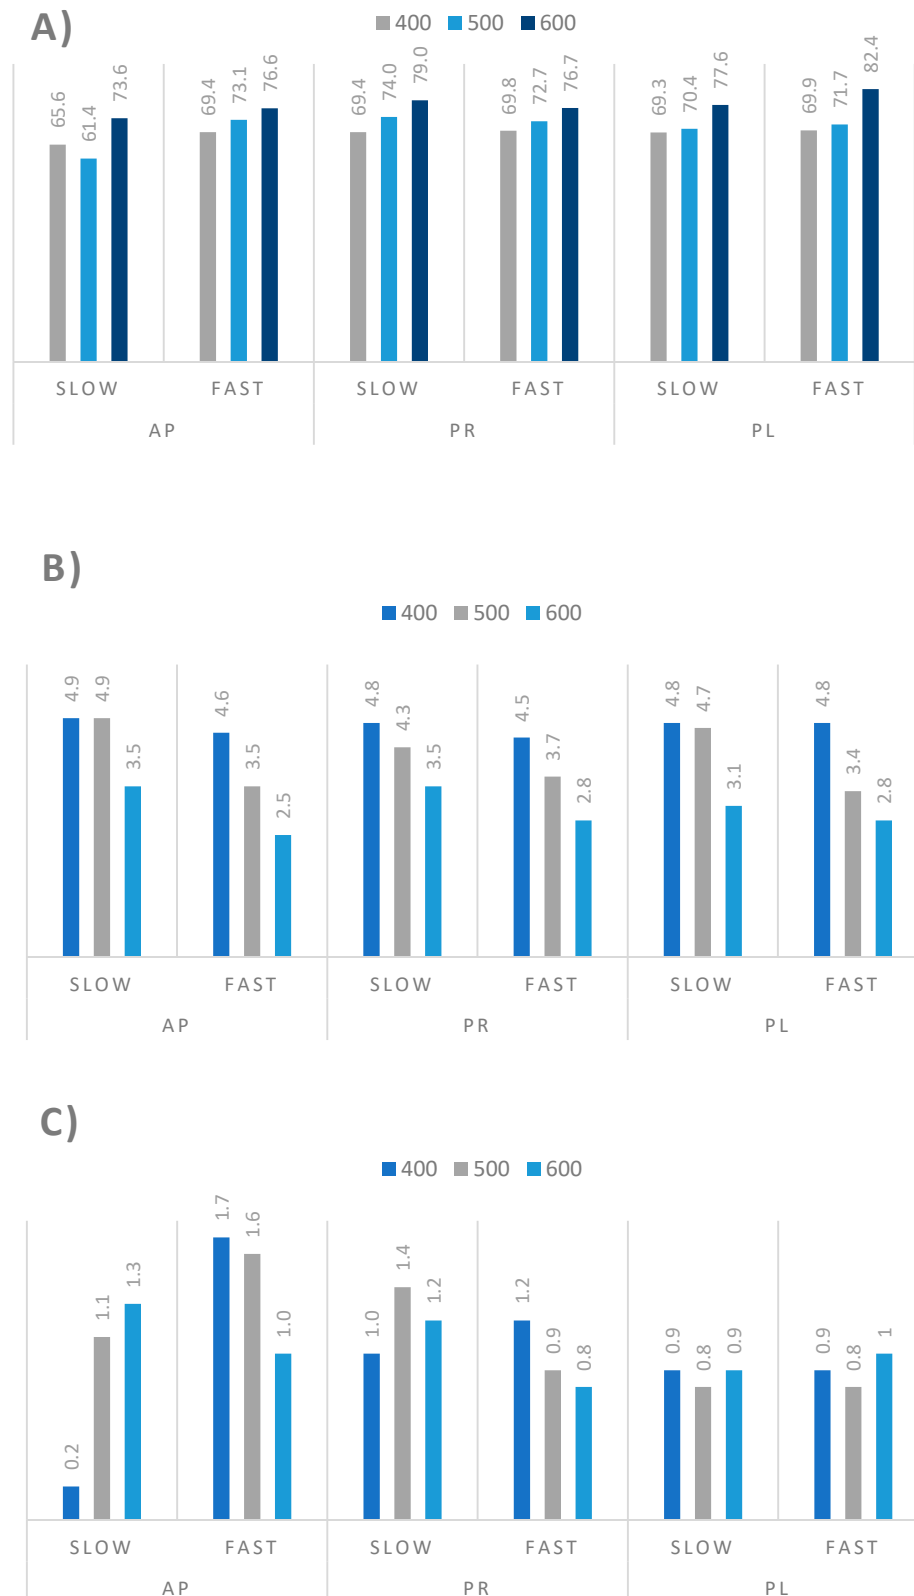 A)
400 500 600
65.6 61.4 73.6 69.4 73.1 76.6 69.4 74.0 79.0 69.8 72.7 76.7 69.3 70.4 77.6 69.9 71.7 82.4
SLOW FAST SLOW FAST SLOW FAST
AP PR PL
B)
400 500 600
4.9 4.9 3.5 4.6 3.5 2.5 4.8 4.3 3.5 4.5 3.7 2.8 4.8 4.7 3.1 4.8 3.4 2.8
SLOW FAST SLOW FAST SLOW FAST
AP PR PL
C)
400 500 600
0.2 1.1 1.3 1.7 1.6 1.0 1.0 1.4 1.2 1.2 0.9 0.8 0.9 0.8 0.9 0.9 0.8 1
SLOW FAST SLOW FAST SLOW FAST
AP PR PL